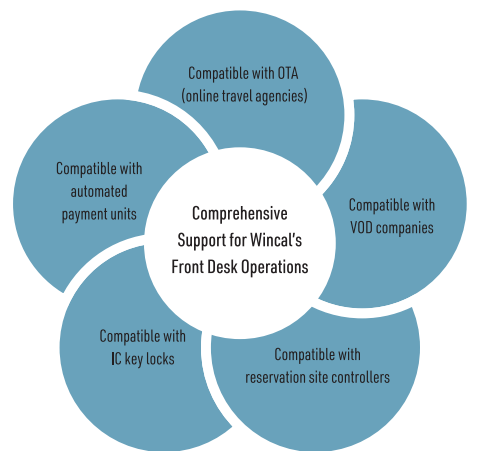 Compatible with OTA
(online travel agencies)
Compatible with
VOD companies
Compatible with
reservation site controllers
Compatible with
IC key locks
Compatible with
automated
payment units
Comprehensive
Support for Wincal's
Front Desk Operations